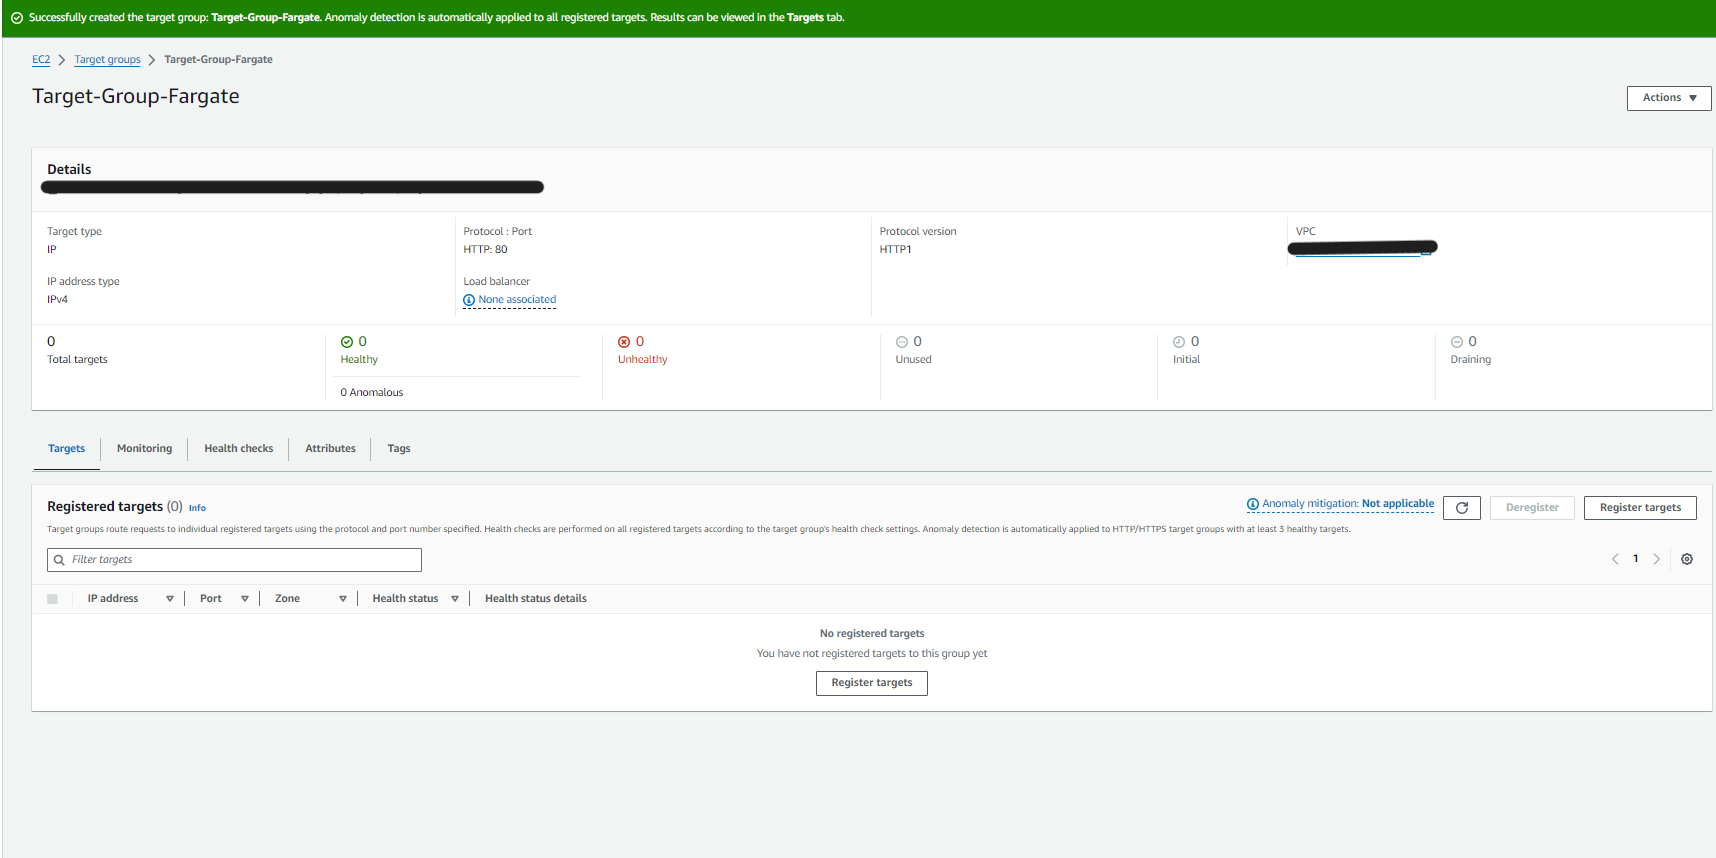 Successfully created the target group: Target-Group-Fargate. Anomaly detection is automatically applied to all registered targets. Results can be viewed in the Targets tab.
EC2 > Target groups > Target-Group-Fargate
Target-Group-Fargate
Actions
Details
Target type
IP
Protocol : Port
HTTP: 80
Protocol version
HTTP1
VPC
IP address type
IPv4
Load balancer
None associated
0
Total targets
0
Healthy
0 Anomalous
0
Unhealthy
0
Unused
0
Initial
0
Draining
Targets Monitoring Health checks Attributes Tags
Registered targets (0) Info
Anomaly mitigation: Not applicable
Deregister
Register targets
Target groups route requests to individual registered targets using the protocol and port number specified. Health checks are performed on all registered targets according to the target group's health check settings. Anomaly detection is automatically applied to HTTP/HTTPS target groups with at least 3 healthy targets.
Filter targets
1
IP address Port Zone Health status Health status details
No registered targets
You have not registered targets to this group yet
Register targets